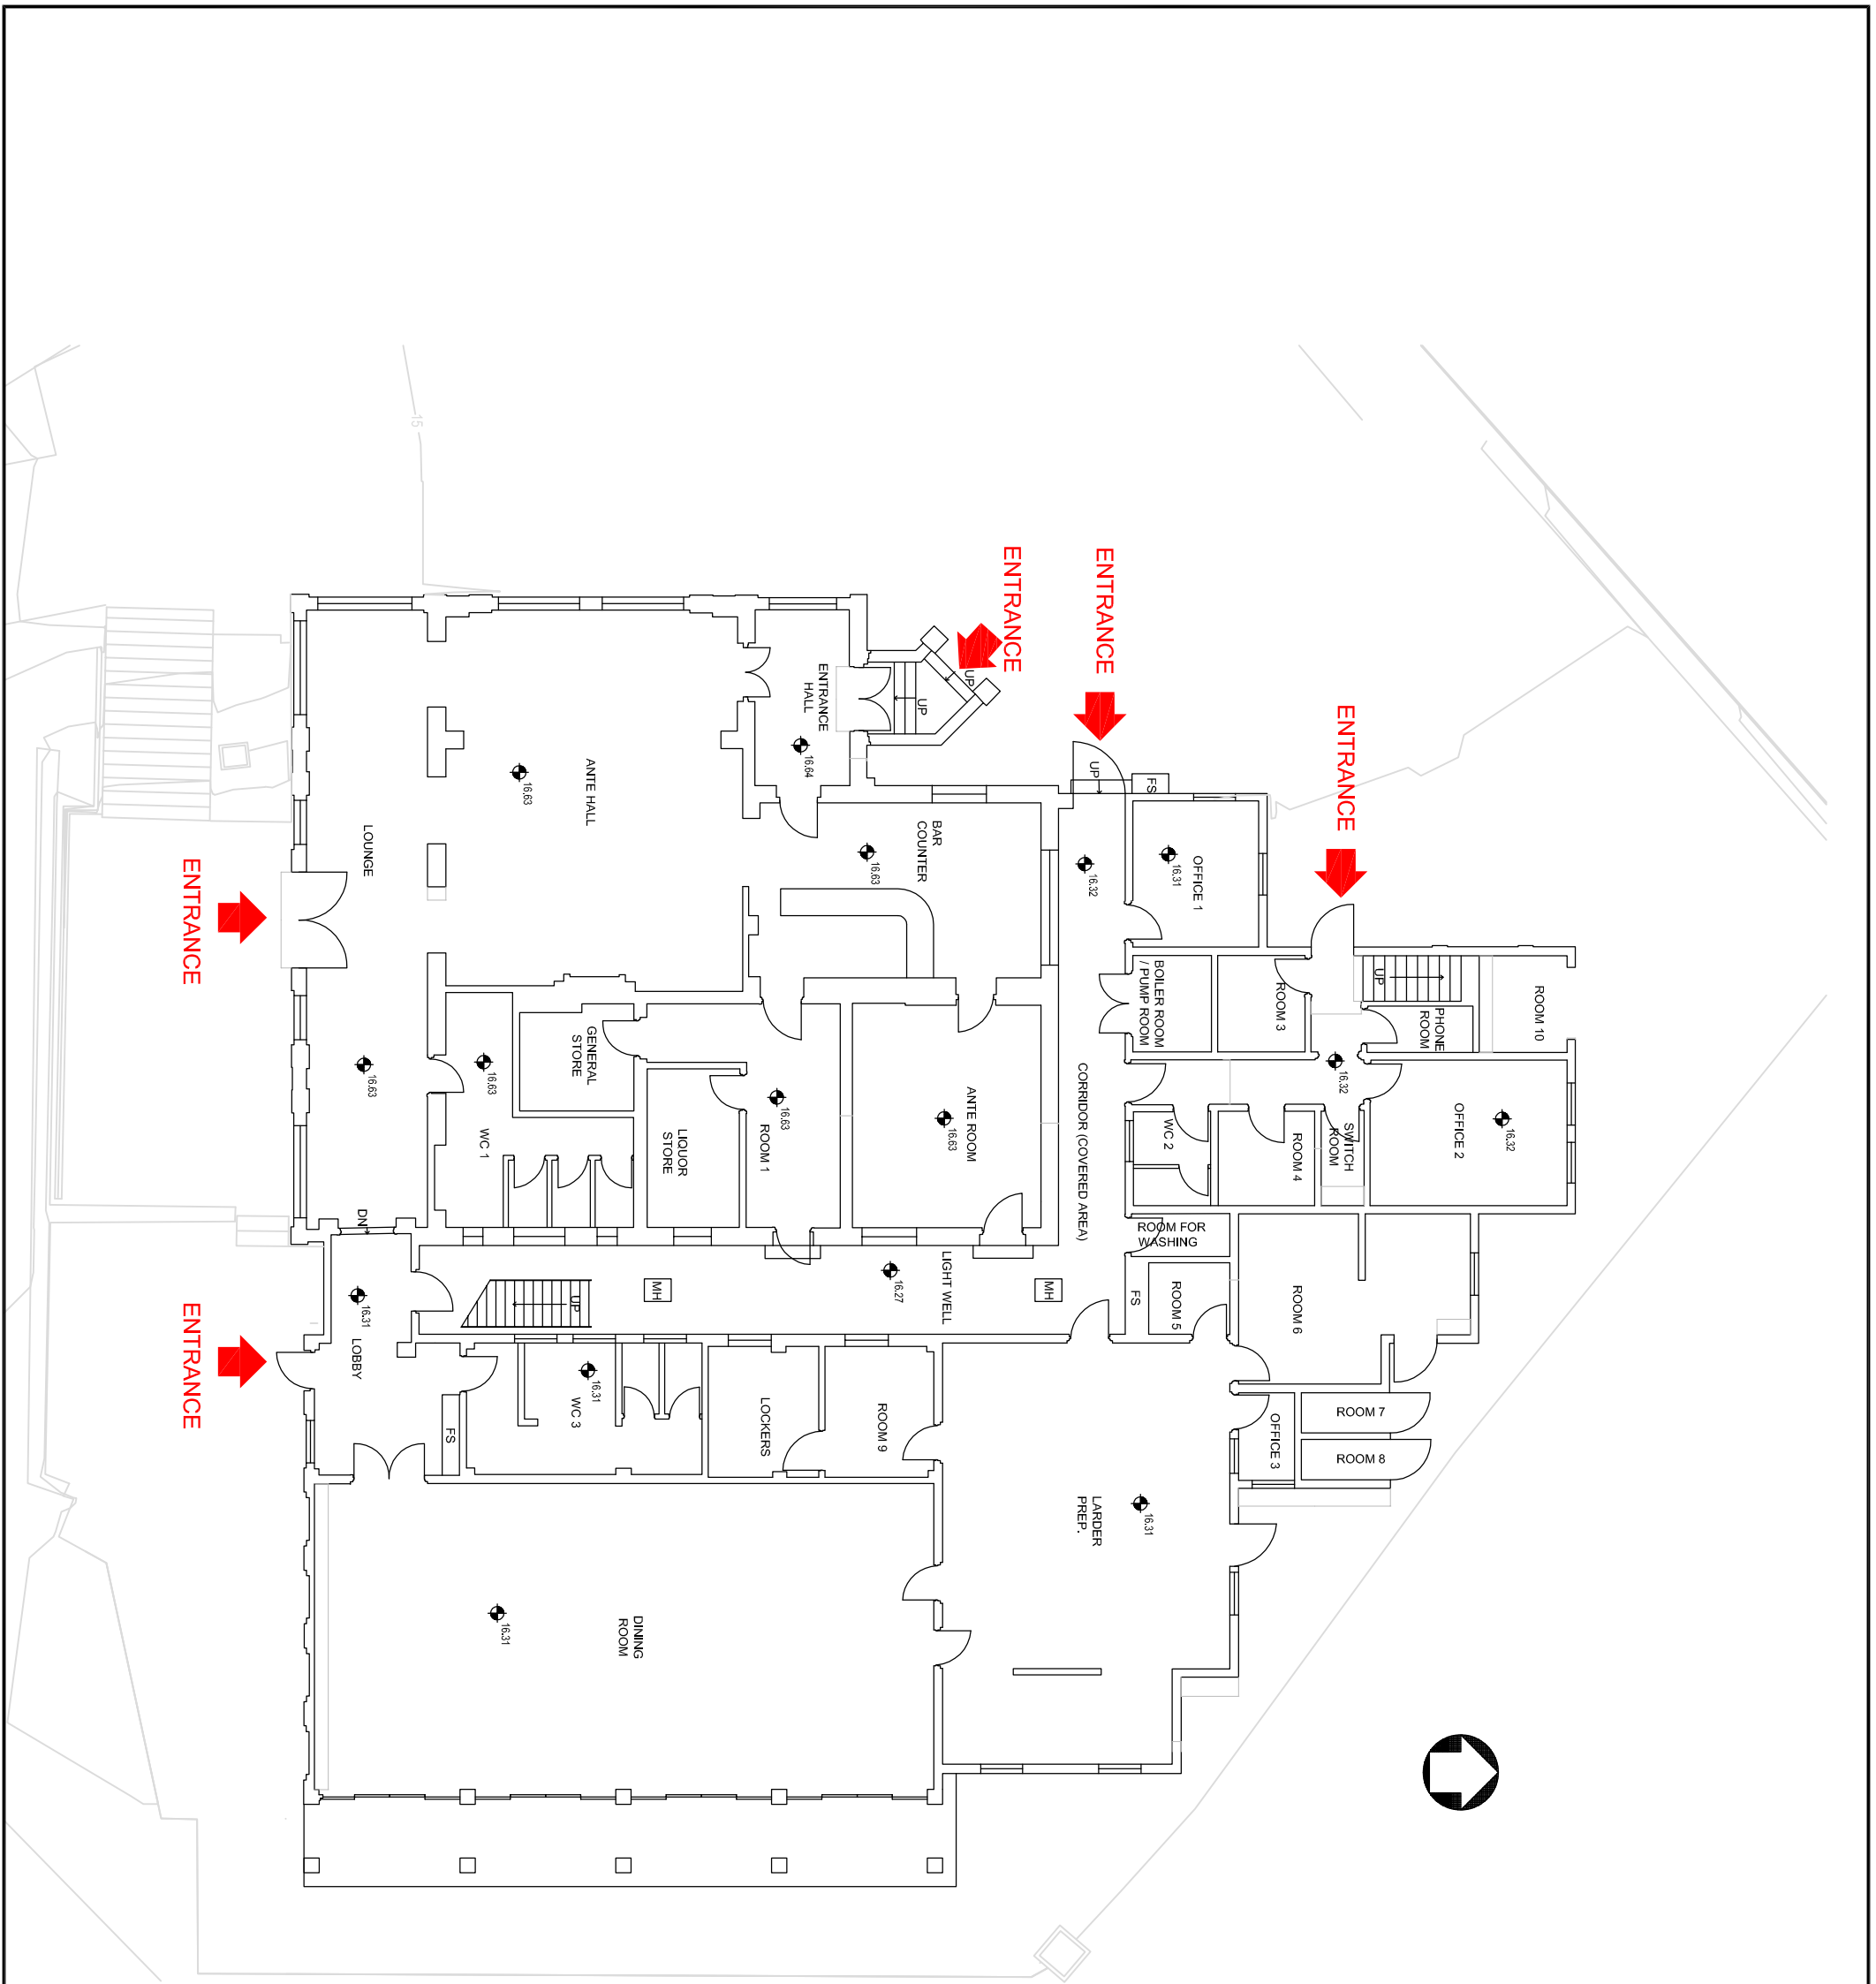 15
ENTRANCE
ENTRANCE
ENTRANCE
ENTRANCE
HALL
16.64
UP
UP
UP
FS
ANTE HALL
16.63
LOUNGE
16.63
BAR
COUNTER
16.63
16.32
OFFICE 1
16.31
ENTRANCE
BOILER ROOM
/ PUMP ROOM
ROOM 3
UP
PHONE
ROOM
ROOM 10
16.32
OFFICE 2
16.32
GENERAL
STORE
16.63
WC 1
LIQUOR
STORE
16.63
ROOM 1
ANTE ROOM
16.63
CORRIDOR (COVERED AREA)
WC 2
ROOM 4
SWITCH
ROOM
DN
ROOM FOR
WASHING
16.31
LOBBY
UP
MH
16.27
LIGHT WELL
MH
FS
ROOM 5
ROOM 6
ENTRANCE
FS
16.31
WC 3
LOCKERS
ROOM 9
OFFICE 3
ROOM 7
ROOM 8
LARDER
PREP.
16.31
DINING
ROOM
16.31